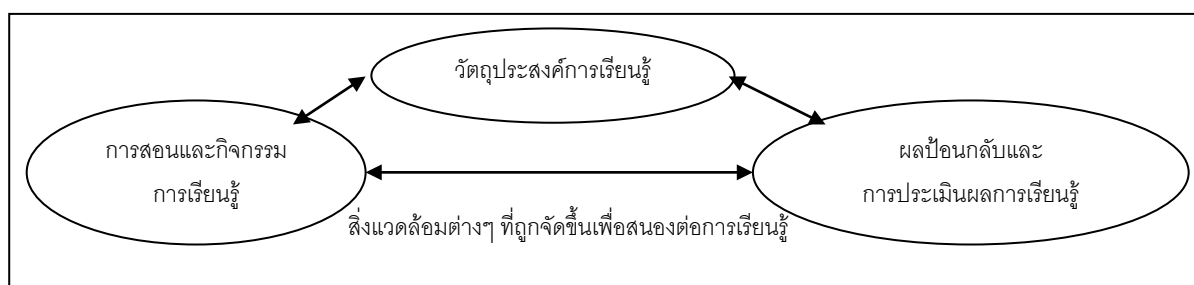 วัตถุประสงค์การเรียนรู้
การสอนและกิจกรรม
การเรียนรู้
ผลป้อนกลับและ
การประเมินผลการเรียนรู้
สิ่งแวดล้อมต่างๆ ที่ถูกจัดขึ้นเพื่อสนองต่อการเรียนรู้